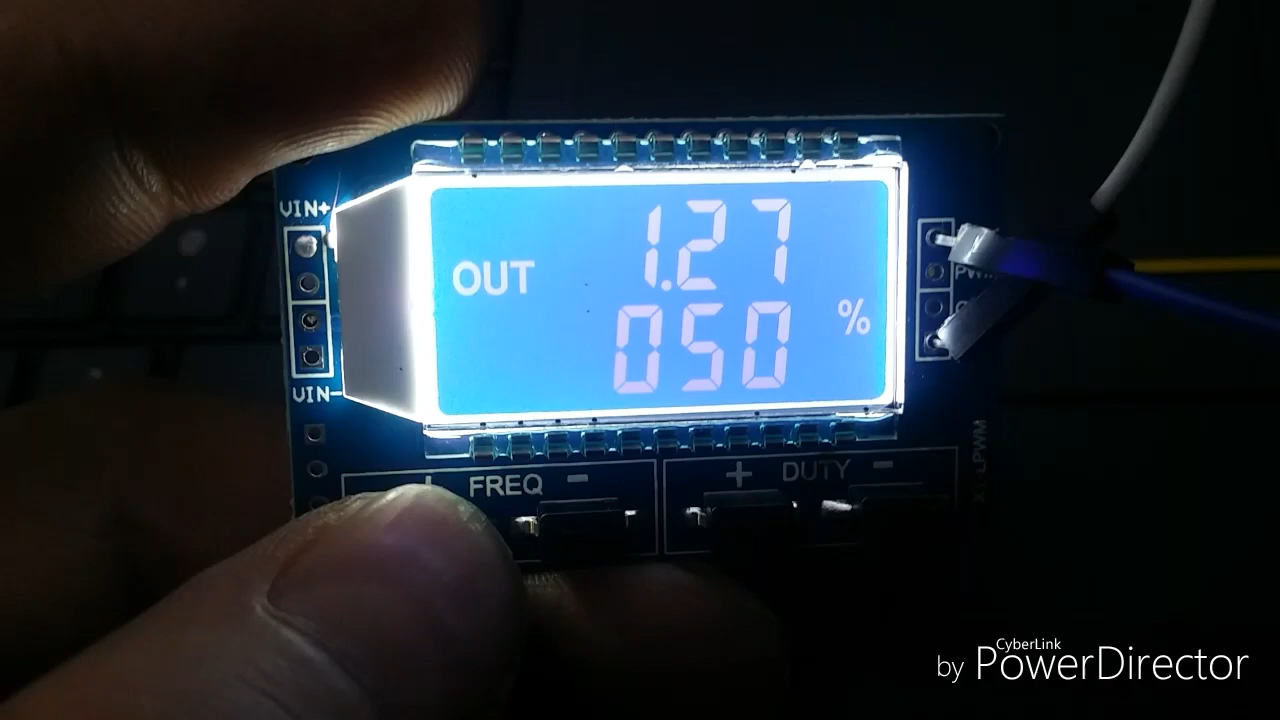 VIN+
1.27
OUT
050 %
VIN-
+ FREQ -
+ DUTY -
CyberLink
by PowerDirector